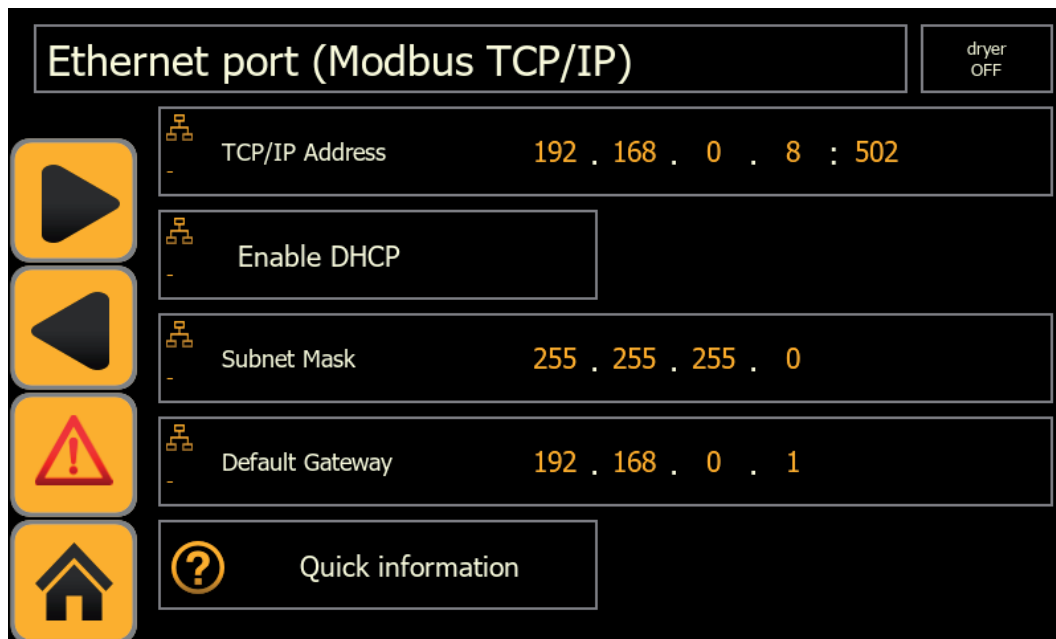 Ethernet port (Modbus TCP/IP)
dryer
OFF
TCP/IP Address 192 . 168 . 0 . 8 : 502
-
Enable DHCP
-
Subnet Mask 255 . 255 . 255 . 0
-
Default Gateway 192 . 168 . 0 . 1
-
? Quick information